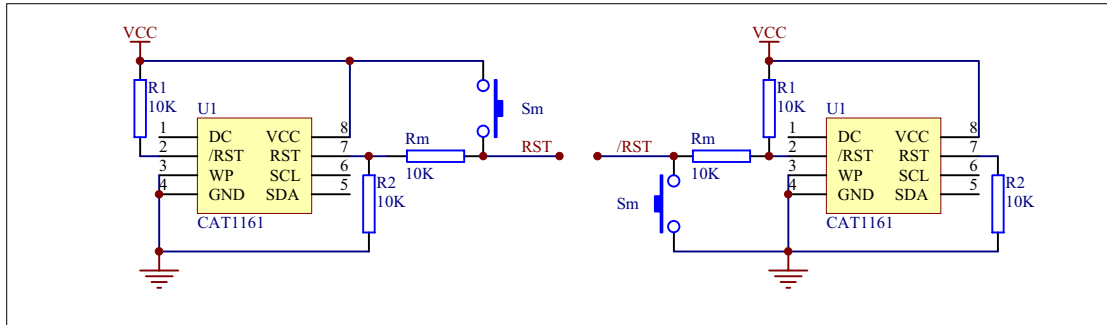 VCC
R1
10K
U1
1 DC VCC 8
2 /RST RST 7
3 WP SCL 6
4 GND SDA 5
CAT1161
Rm
10K
R2
10K
Sm
RST
VCC
R1
10K
U1
1 DC VCC 8
2 /RST RST 7
3 WP SCL 6
4 GND SDA 5
CAT1161
/RST
Rm
10K
Sm
R2
10K